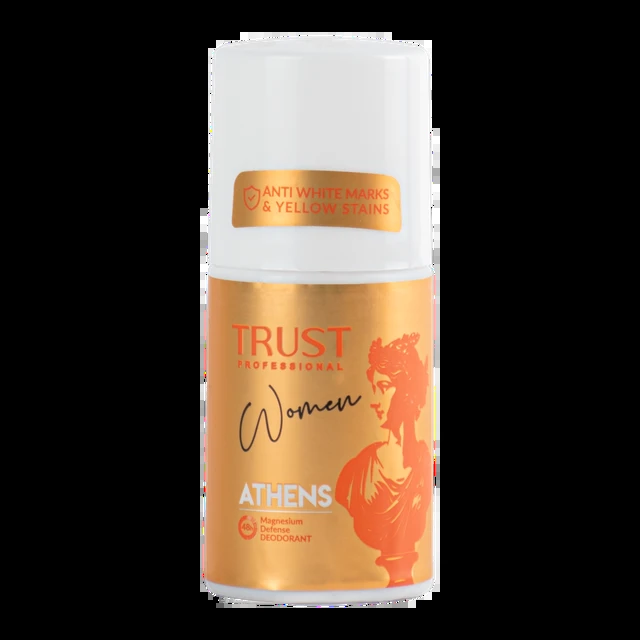 ANTI WHITE MARKS
& YELLOW STAINS
TRUST
PROFESSIONAL
Women
ATHENS
48h
Magnesium
Defense
DEODORANT